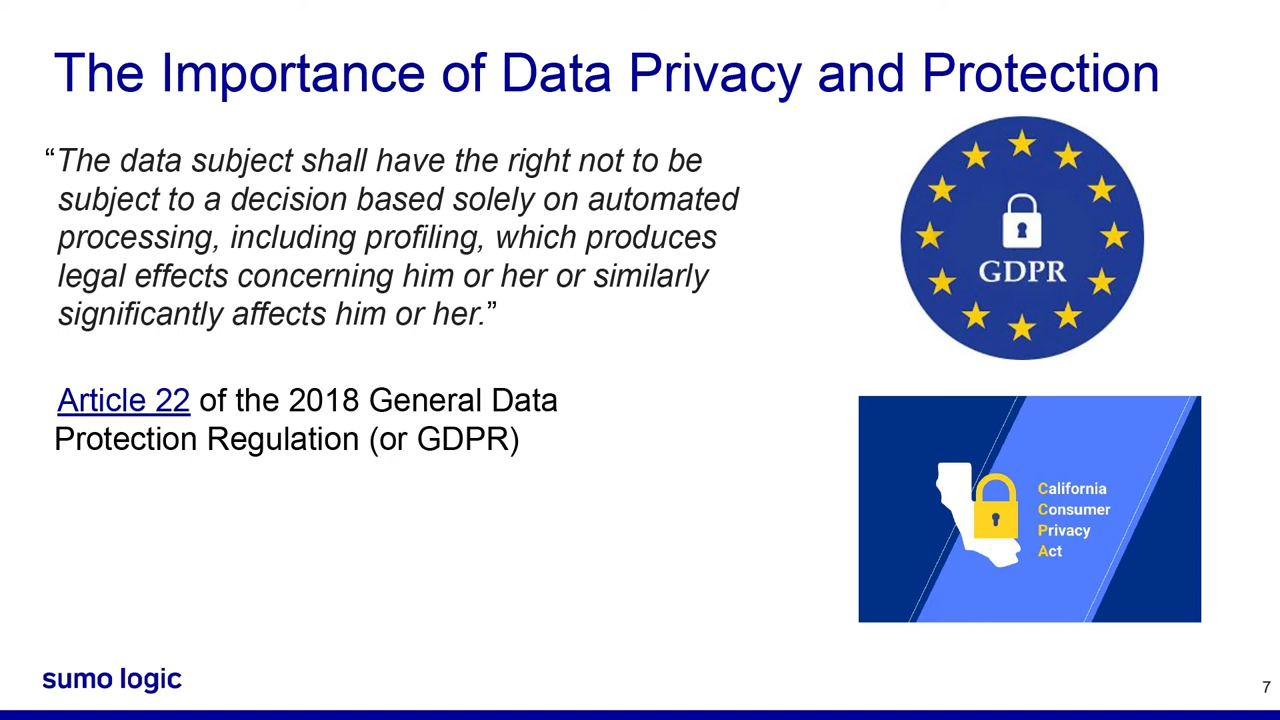 The Importance of Data Privacy and Protection
“The data subject shall have the right not to be
subject to a decision based solely on automated
processing, including profiling, which produces
legal effects concerning him or her or similarly
significantly affects him or her.”
Article 22 of the 2018 General Data
Protection Regulation (or GDPR)
GDPR
California
Consumer
Privacy
Act
sumo logic
7